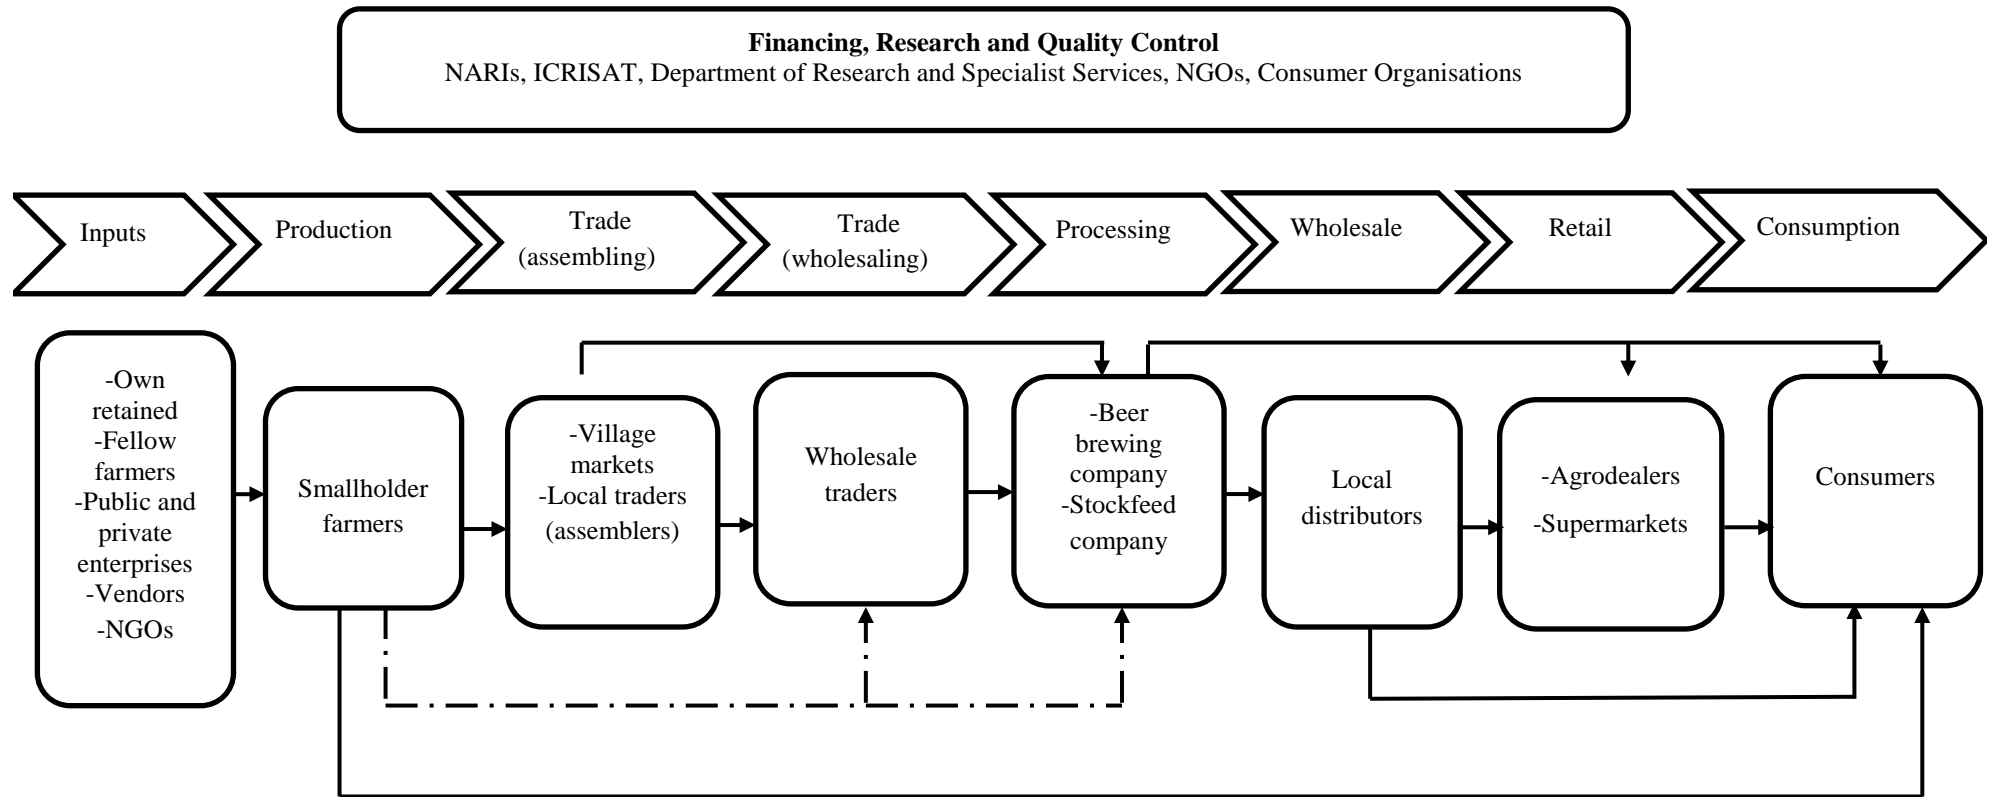 Financing, Research and Quality Control
NARIs, ICRISAT, Department of Research and Specialist Services, NGOs, Consumer Organisations
Inputs
Production
Trade
(assembling)
Trade
(wholesaling)
Processing
Wholesale
Retail
Consumption
-Own
retained
-Fellow
farmers
-Public and
private
enterprises
-Vendors
-NGOs
Smallholder
farmers
-Village
markets
-Local traders
(assemblers)
Wholesale
traders
-Beer
brewing
company
-Stockfeed
company
Local
distributors
-Agrodealers
-Supermarkets
Consumers